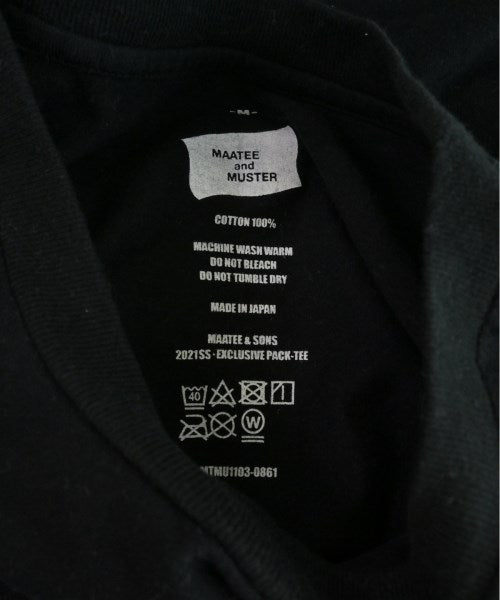 -M-
MAATEE
and
MUSTER
COTTON 100%
MACHINE WASH WARM
DO NOT BLEACH
DO NOT TUMBLE DRY
MADE IN JAPAN
MAATEE & SONS
2021SS・EXCLUSIVE PACK-TEE
40
W
MTMU1103-0861